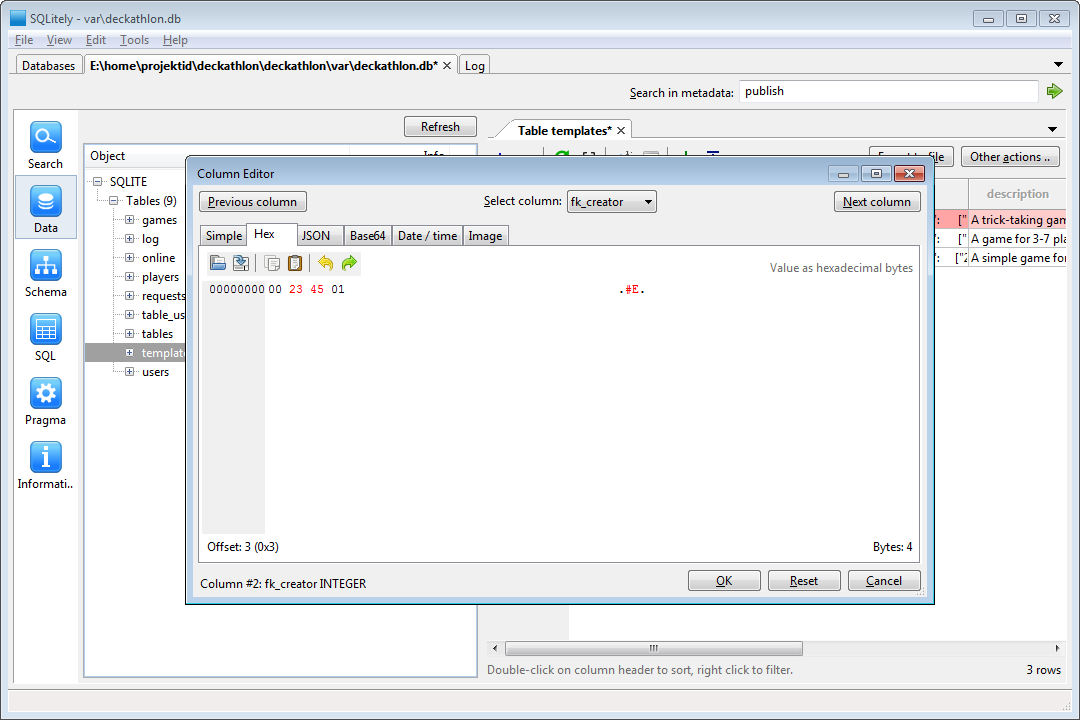 SQLitely - var\deckathlon.db
File View Edit Tools Help
Databases E:\home\projektid\deckathlon\deckathlon\var\deckathlon.db* Log
Search in metadata: publish
Refresh
Table templates*
Object
Other actions ..
Search
Data
Schema
SQL
Pragma
Informati..
SQLITE
Tables (9)
games
log
online
players
requests
table_us
tables
template
users
description
": [" A trick-taking gam
": [" A game for 3-7 pla
": ["2 A simple game for
Column Editor
Previous column Select column: fk_creator Next column
Simple Hex JSON Base64 Date / time Image
Value as hexadecimal bytes
00000000 00 23 45 01 .#E.
Offset: 3 (0x3) Bytes: 4
Column #2: fk_creator INTEGER
OK Reset Cancel
Double-click on column header to sort, right click to filter. 3 rows